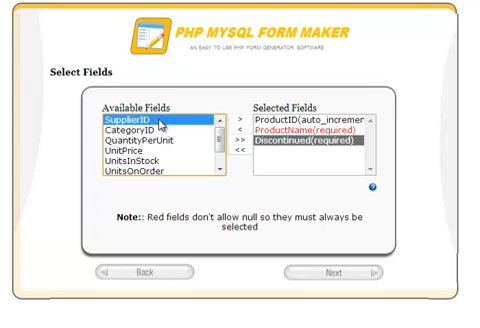 PHP MYSQL FORM MAKER
AN EASY TO USE PHP FORM GENERATOR SOFTWARE
Select Fields
Available Fields
Selected Fields
SupplierID
CategoryID
QuantityPerUnit
UnitPrice
UnitsInStock
UnitsOnOrder
>
<
>>
<<
ProductID(auto_incremen
ProductName(required)
Discontinued(required)
?
Note:: Red fields don't allow null so they must always be
selected
Back
Next